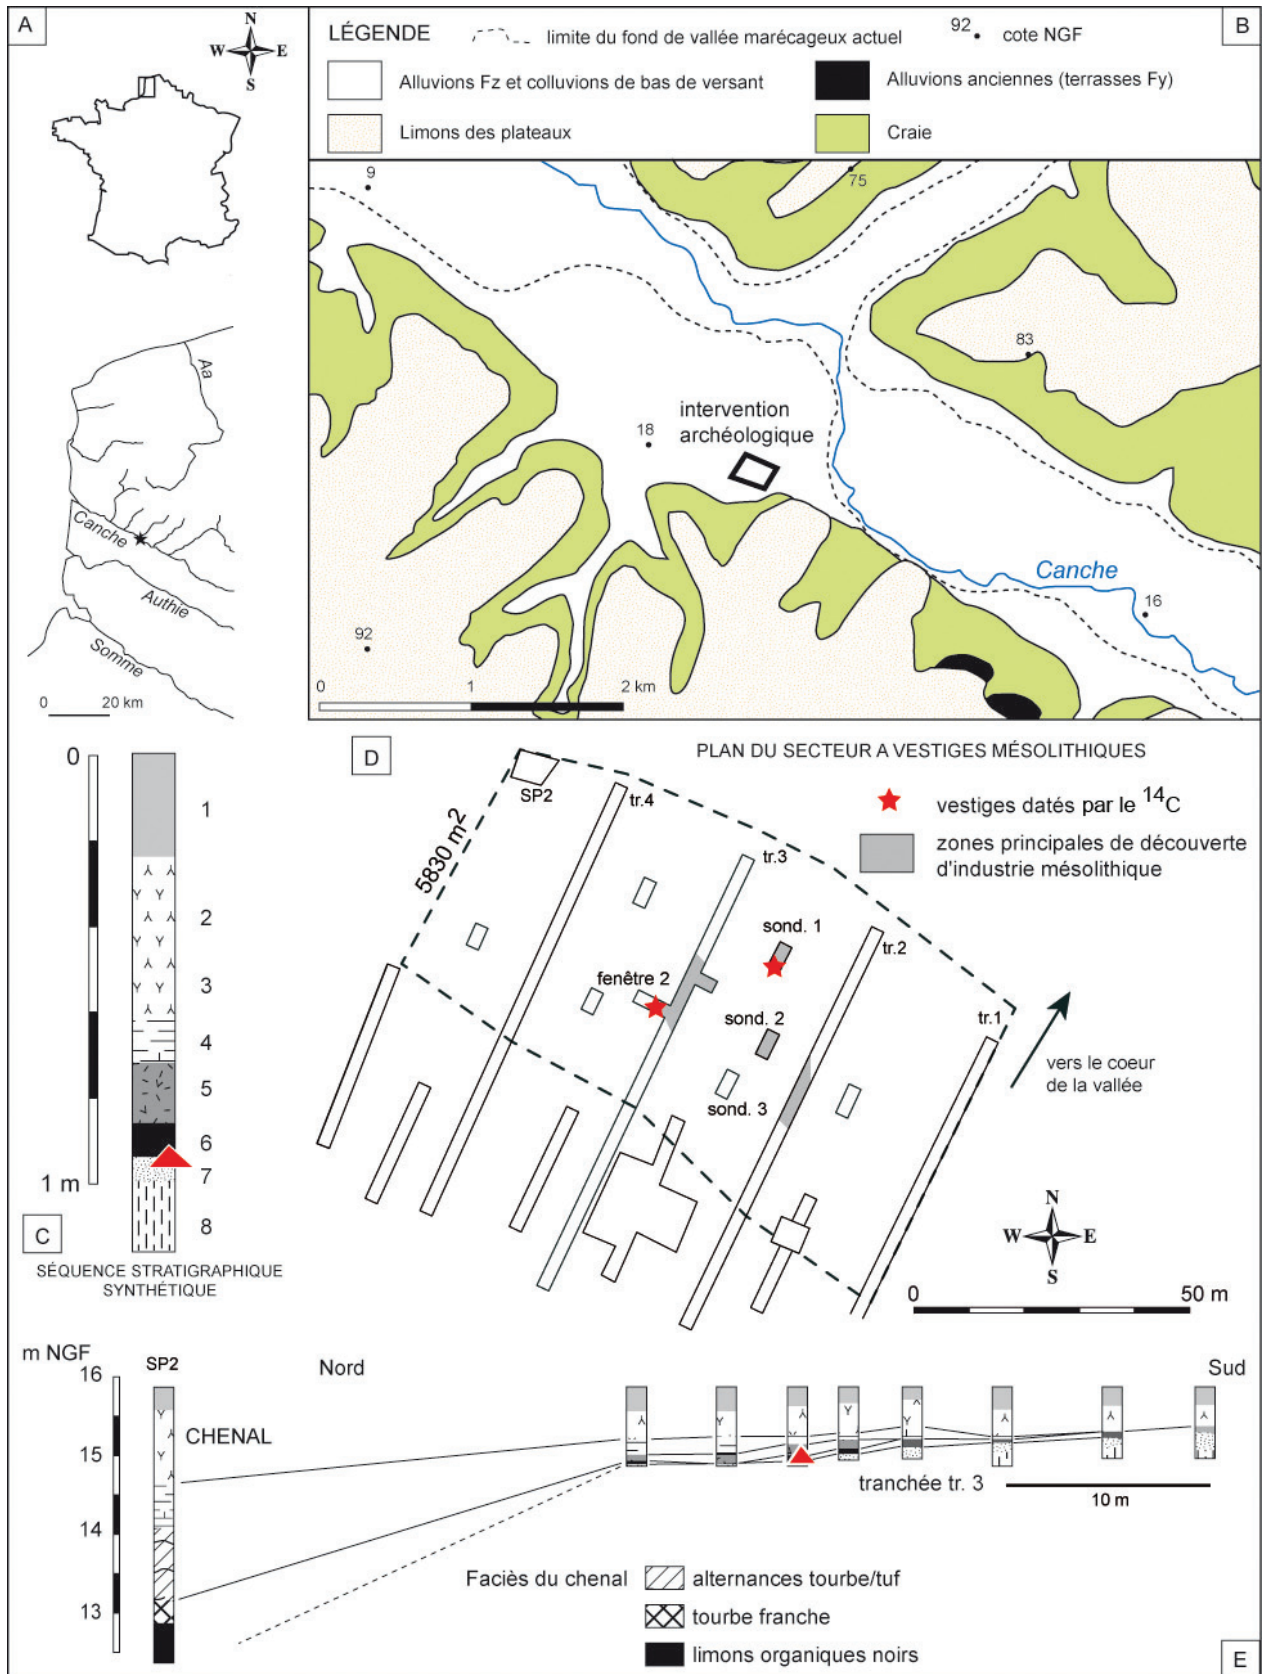 A
N
W E
S
Aa
Canche
Authie
Somme
0 20 km
B
LÉGENDE
limite du fond de vallée marécageux actuel
92 cote NGF
Alluvions Fz et colluvions de bas de versant
Alluvions anciennes (terrasses Fy)
Limons des plateaux
Craie
9
75
83
intervention
archéologique
18
Canche
16
92
0 1 2 km
0
1
2
3
4
5
6
7
8
1 m
C
SÉQUENCE STRATIGRAPHIQUE
SYNTHÉTIQUE
D
PLAN DU SECTEUR A VESTIGES MÉSOLITHIQUES
vestiges datés par le 14C
zones principales de découverte
d'industrie mésolithique
SP2
tr.4
5830 m2
tr.3
sond. 1
tr.2
fenêtre 2
sond. 2
sond. 3
tr.1
vers le coeur
de la vallée
N
W E
S
0 50 m
m NGF
SP2
Nord
Sud
16
15
14
13
CHENAL
tranchée tr. 3
10 m
Faciès du chenal
alternances tourbe/tuf
tourbe franche
limons organiques noirs
E